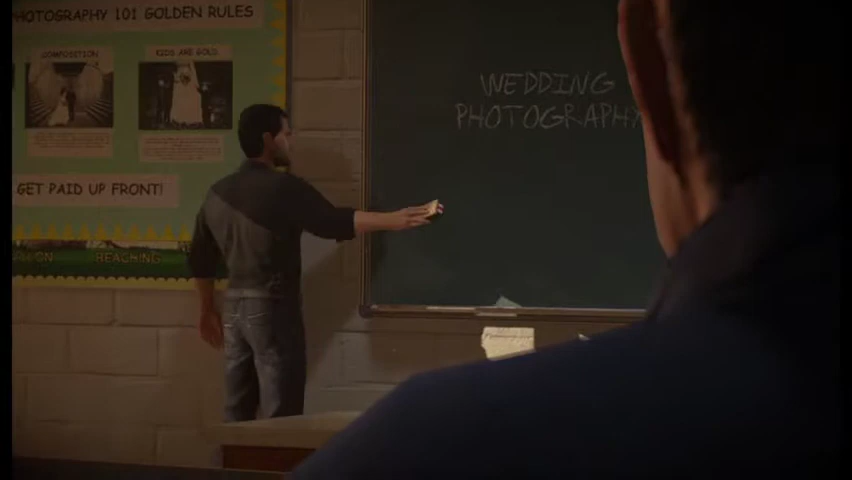 PHOTOGRAPHY 101 GOLDEN RULES
COMPOSITION
KIDS ARE GOLD
GET PAID UP FRONT!
REACHING
WEDDING
PHOTOGRAPHY